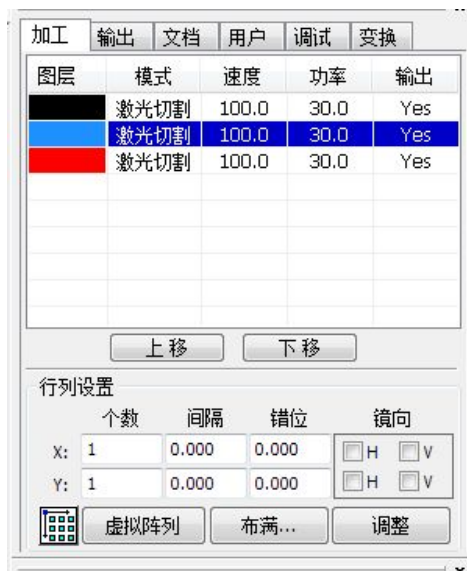 加工 输出 文档 用户 调试 变换
图层 模式 速度 功率 输出
激光切割 100.0 30.0 Yes
激光切割 100.0 30.0 Yes
激光切割 100.0 30.0 Yes
上移 下移
行列设置
个数 间隔 错位 镜向
X: 1 0.000 0.000 H V
Y: 1 0.000 0.000 H V
虚拟阵列 布满... 调整